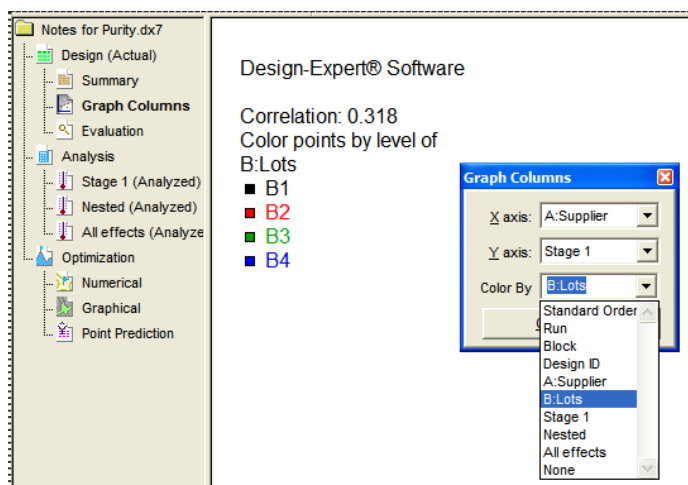 Notes for Purity.dx7
Design (Actual)
Summary
Graph Columns
Evaluation
Analysis
Stage 1 (Analyzed)
Nested (Analyzed)
All effects (Analyze
Optimization
Numerical
Graphical
Point Prediction
Design-Expert® Software
Correlation: 0.318
Color points by level of
B:Lots
B1
B2
B3
B4
Graph Columns
X axis: A:Supplier
Y axis: Stage 1
Color By B:Lots
Standard Order
Run
Block
Design ID
A:Supplier
B:Lots
Stage 1
Nested
All effects
None